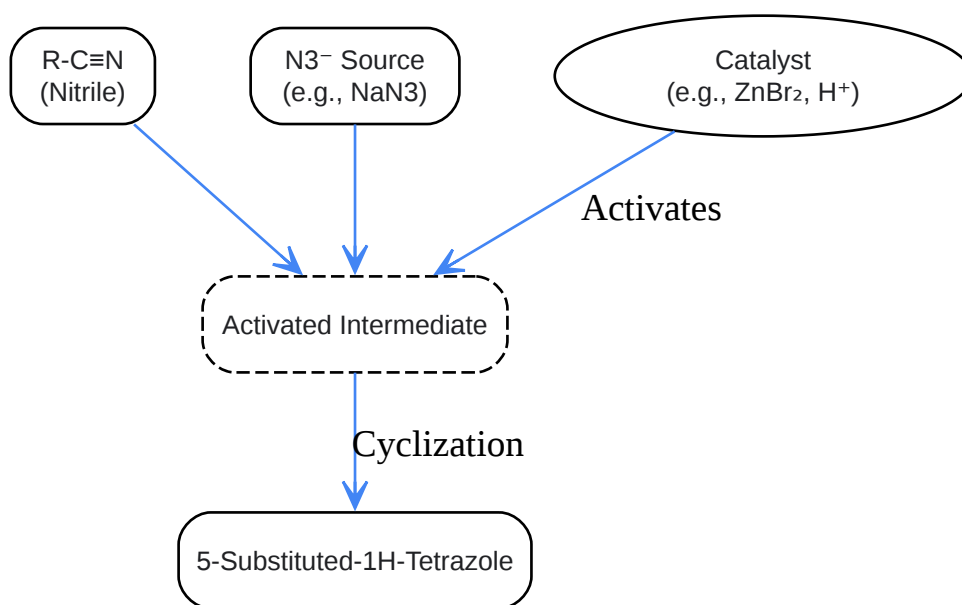 R-C≡N
(Nitrile)
N3⁻ Source
(e.g., NaN3)
Catalyst
(e.g., ZnBr₂, H⁺)
Activates
Activated Intermediate
Cyclization
5-Substituted-1H-Tetrazole